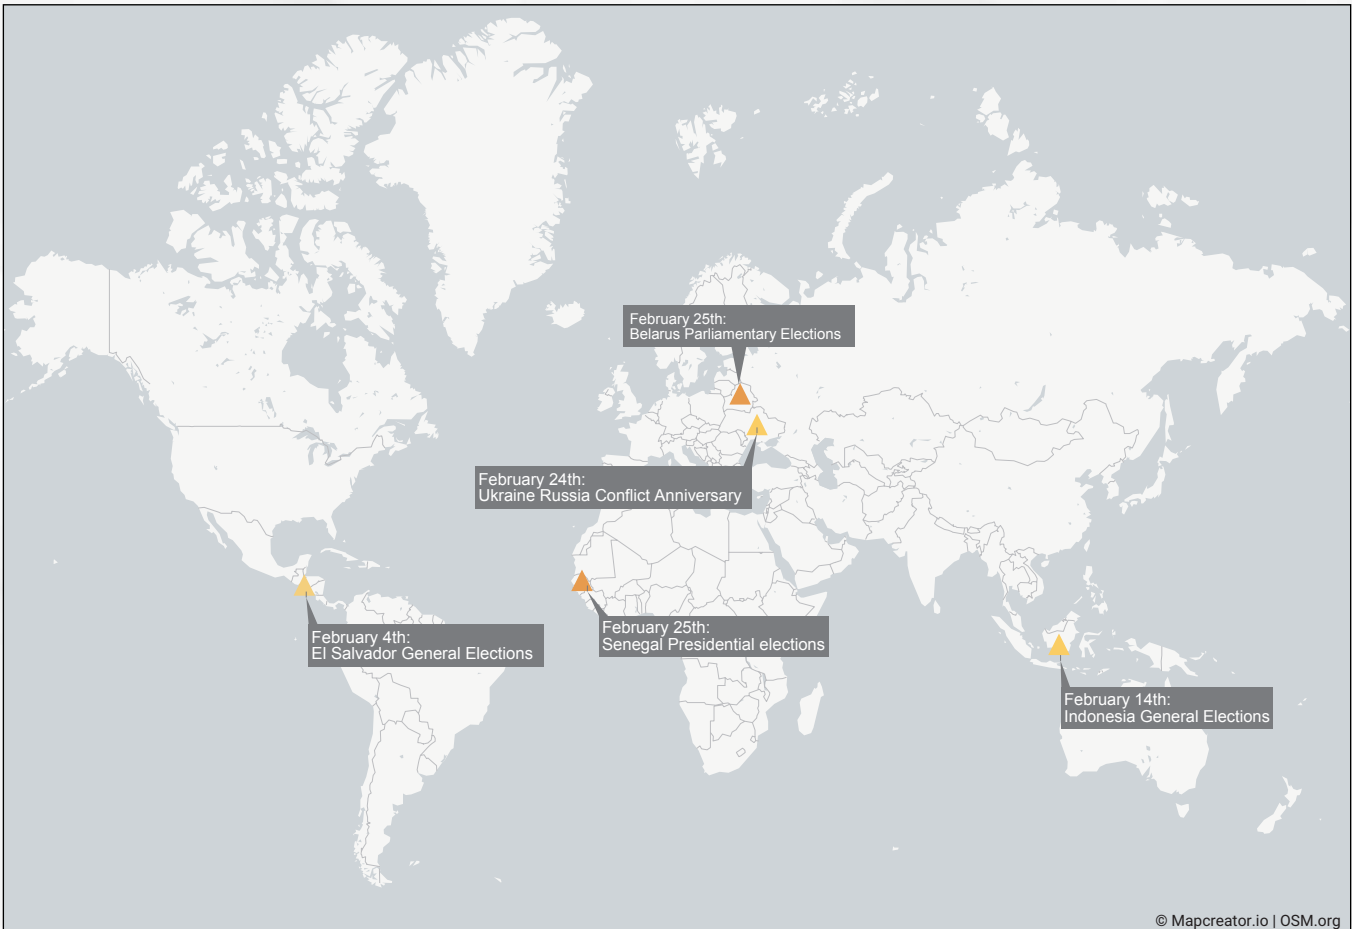 February 25th:
Belarus Parliamentary Elections
February 24th:
Ukraine Russia Conflict Anniversary
February 4th:
El Salvador General Elections
February 25th:
Senegal Presidential elections
February 14th:
Indonesia General Elections
© Mapcreator.io | OSM.org